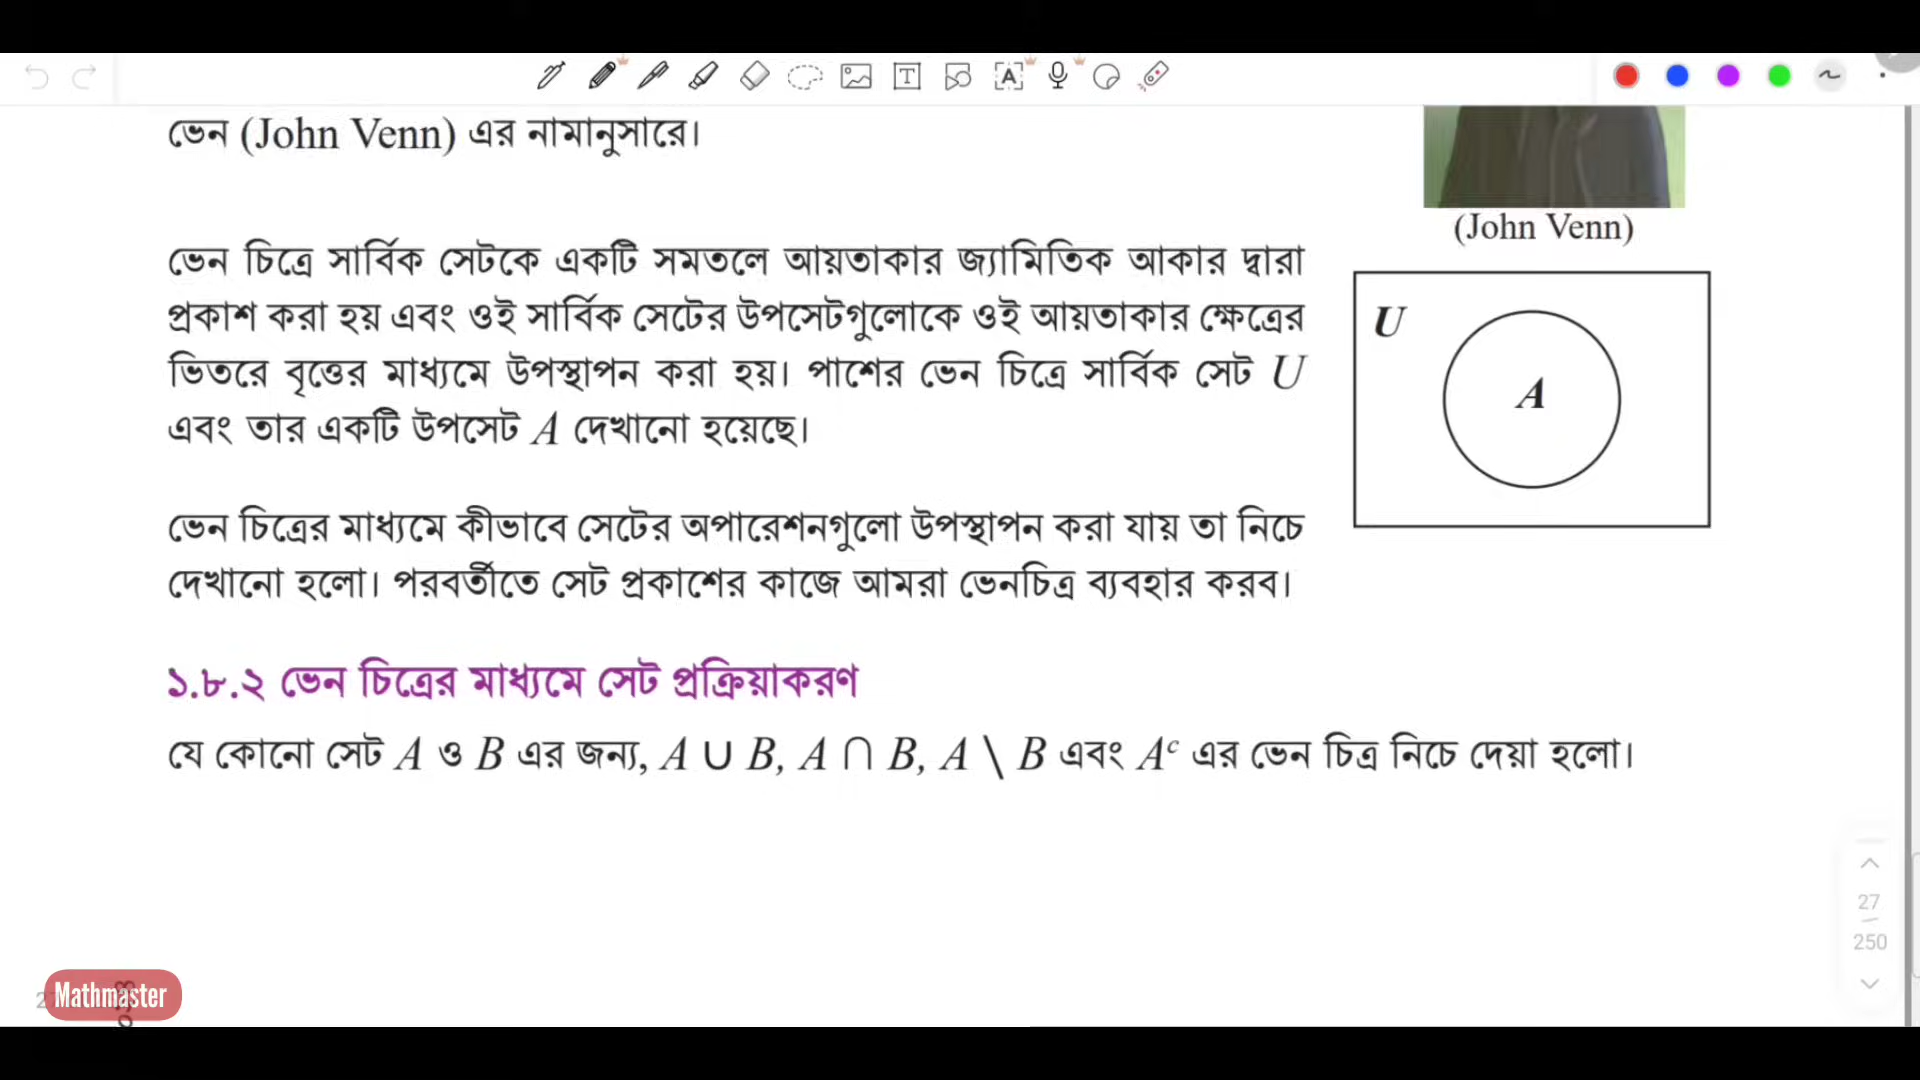 ভেন (John Venn) এর নামানুসারে।
(John Venn)
ভেন চিত্রে সার্বিক সেটকে একটি সমতলে আয়তাকার জ্যামিতিক আকার দ্বারা
প্রকাশ করা হয় এবং ওই সার্বিক সেটের উপসেটগুলোকে ওই আয়তাকার ক্ষেত্রের
ভিতরে বৃত্তের মাধ্যমে উপস্থাপন করা হয়। পাশের ভেন চিত্রে সার্বিক সেট U
এবং তার একটি উপসেট A দেখানো হয়েছে।
U
A
ভেন চিত্রের মাধ্যমে কীভাবে সেটের অপারেশনগুলো উপস্থাপন করা যায় তা নিচে
দেখানো হলো। পরবর্তীতে সেট প্রকাশের কাজে আমরা ভেনচিত্র ব্যবহার করব।
১.৮.২ ভেন চিত্রের মাধ্যমে সেট প্রক্রিয়াকরণ
যে কোনো সেট A ও B এর জন্য, A ∪ B, A ∩ B, A \ B এবং Aᶜ এর ভেন চিত্র নিচে দেয়া হলো।
27
250
Mathmaster